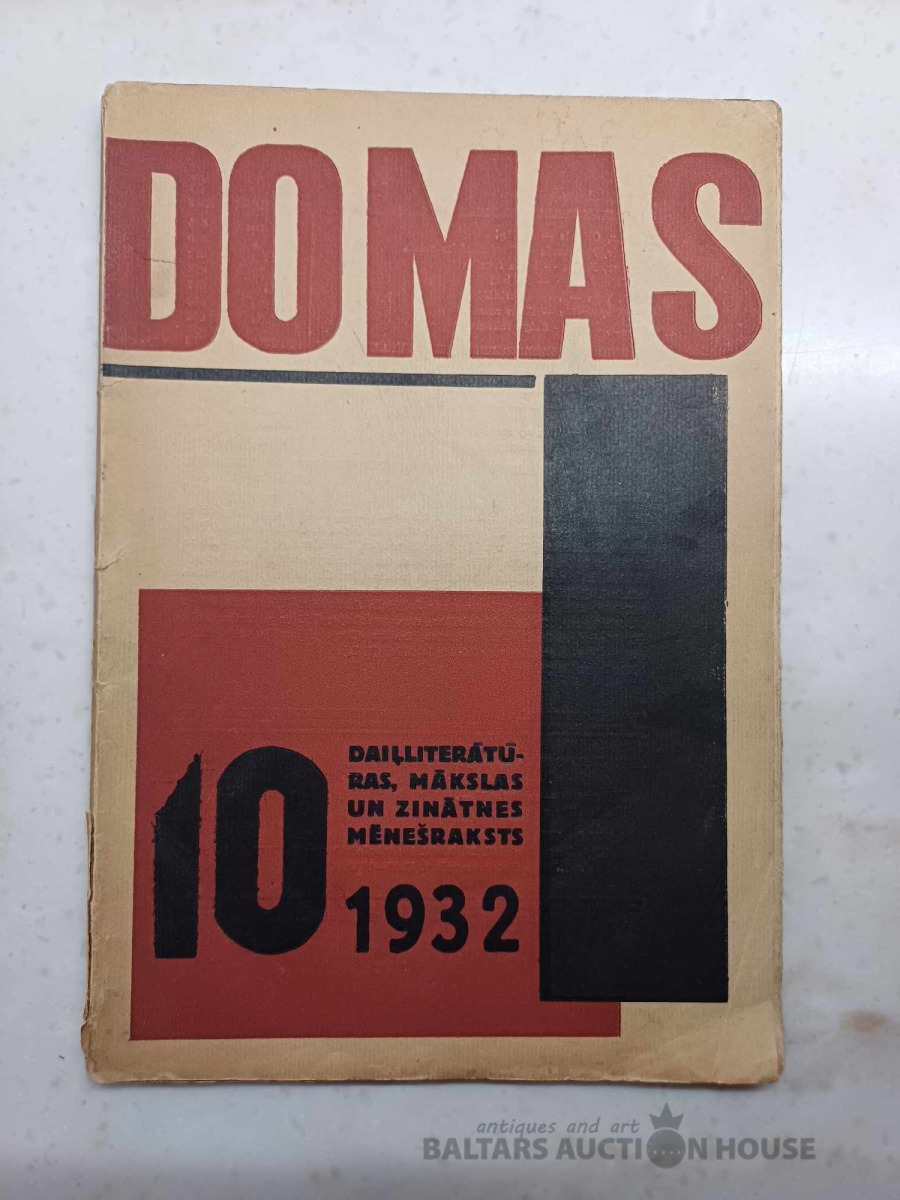 DOMAS
10
DAIĻLITERĀTŪ-
RAS, MĀKSLAS
UN ZINĀTNES
MĒNEŠRAKSTS
1932
antiques and art
BALTARS AUCTION HOUSE